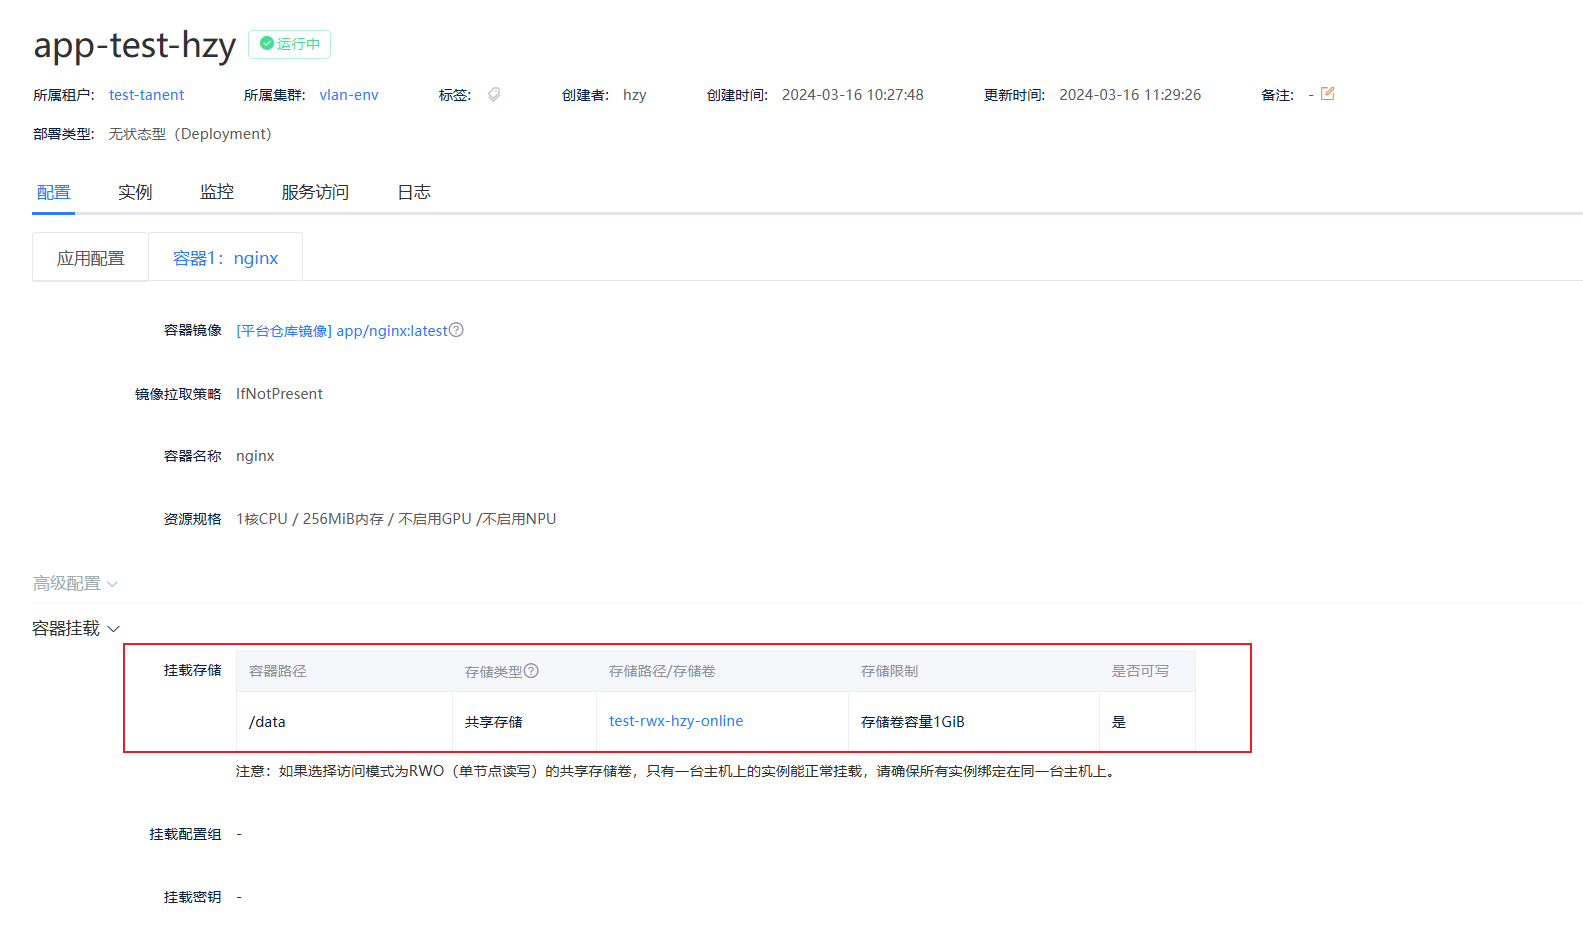 app-test-hzy 运行中
所属租户: test-tanent 所属集群: vlan-env 标签: 创建者: hzy 创建时间: 2024-03-16 10:27:48 更新时间: 2024-03-16 11:29:26 备注: -
部署类型: 无状态型（Deployment）
配置 实例 监控 服务访问 日志
应用配置 容器1：nginx
容器镜像 [平台仓库镜像] app/nginx:latest
镜像拉取策略 IfNotPresent
容器名称 nginx
资源规格 1核CPU / 256MiB内存 / 不启用GPU /不启用NPU
高级配置
容器挂载
挂载存储 容器路径 存储类型 存储路径/存储卷 存储限制 是否可写
/data 共享存储 test-rwx-hzy-online 存储卷容量1GiB 是
注意：如果选择访问模式为RWO（单节点读写）的共享存储卷，只有一台主机上的实例能正常挂载，请确保所有实例绑定在同一台主机上。
挂载配置组 -
挂载密钥 -